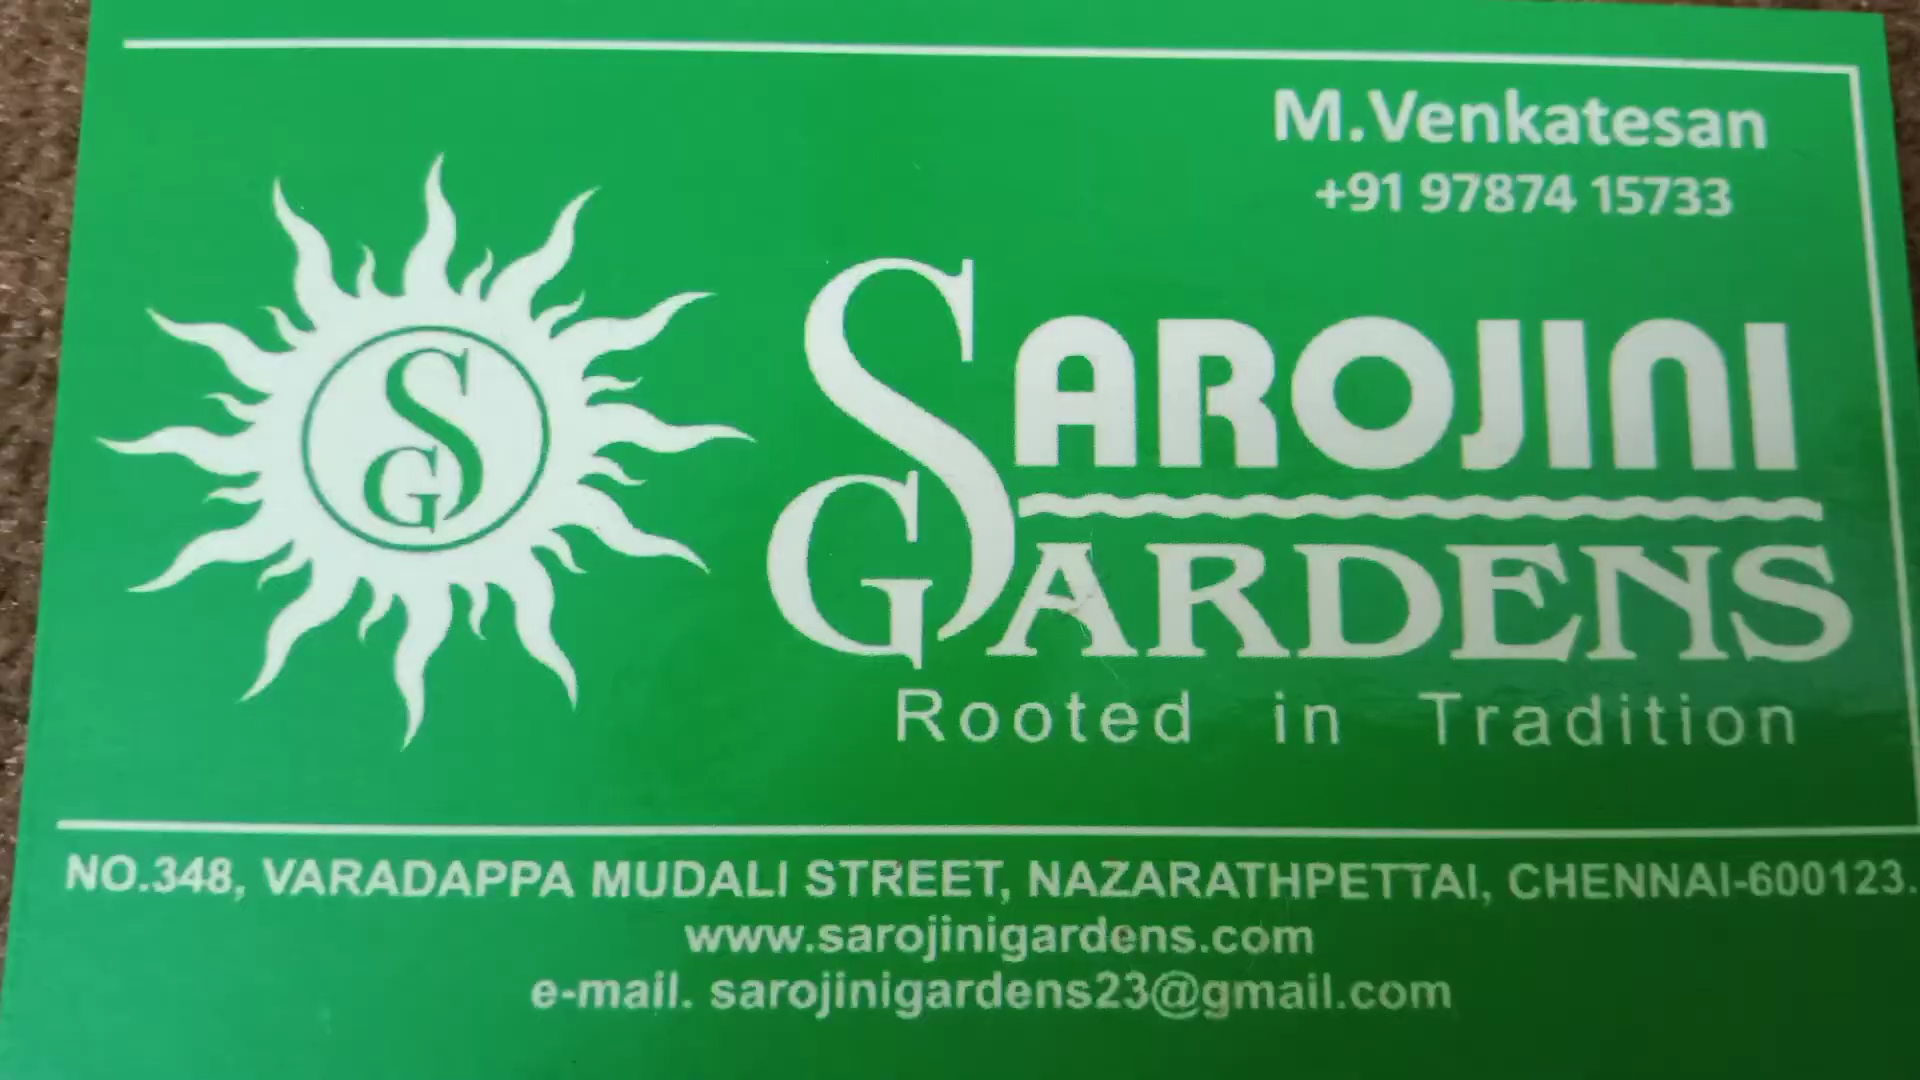 M.Venkatesan
+91 97874 15733
SG
SAROJINI
GARDENS
Rooted in Tradition
NO.348, VARADAPPA MUDALI STREET, NAZARATHPETTAI, CHENNAI-600123.
www.sarojinigardens.com
e-mail. sarojinigardens23@gmail.com